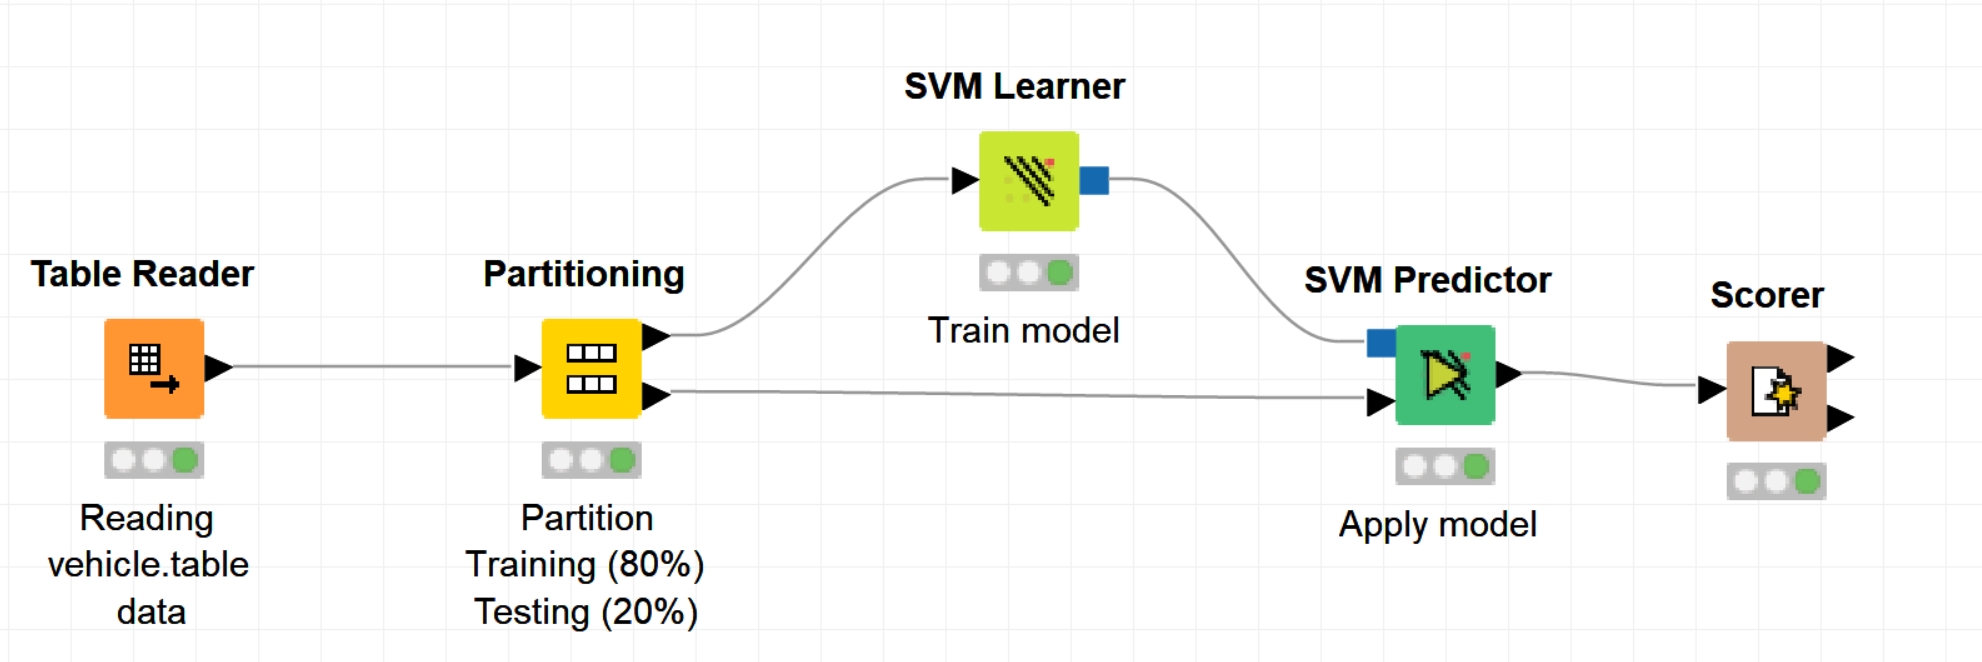 SVM Learner
Train model
Table Reader
Reading
vehicle.table
data
Partitioning
Partition
Training (80%)
Testing (20%)
SVM Predictor
Apply model
Scorer